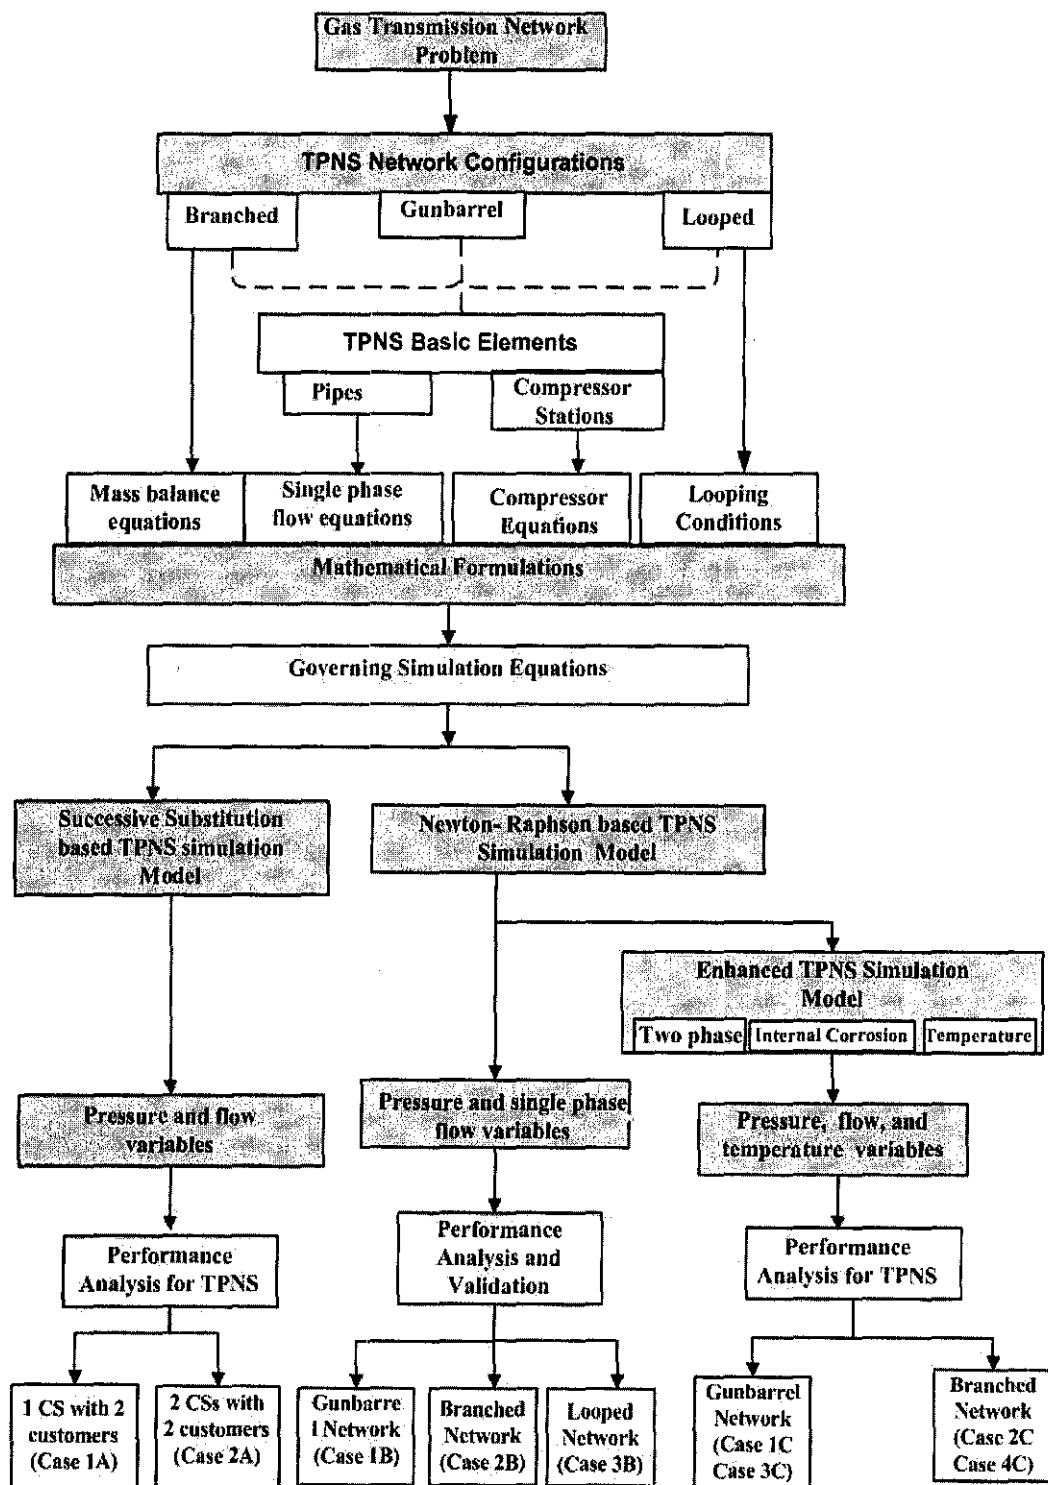 Gas Transmission Network
Problem
TPNS Network Configurations
Branched
Gunbarrel
Looped
TPNS Basic Elements
Pipes
Compressor
Stations
Mass balance
equations
Single phase
flow equations
Compressor
Equations
Looping
Conditions
Mathematical Formulations
Governing Simulation Equations
Successive Substitution
based TPNS simulation
Model
Newton- Raphson based TPNS
Simulation Model
Enhanced TPNS Simulation
Model
Two phase
Internal Corrosion
Temperature
Pressure and flow
variables
Pressure and single phase
flow variables
Pressure, flow, and
temperature variables
Performance
Analysis for TPNS
Performance
Analysis and
Validation
Performance
Analysis for TPNS
1 CS with 2
customers
(Case 1A)
2 CSs with
2 customers
(Case 2A)
Gunbarre
l Network
(Case 1B)
Branched
Network
(Case 2B)
Looped
Network
(Case 3B)
Gunbarrel
Network
(Case 1C
Case 3C)
Branched
Network
(Case 2C
Case 4C)